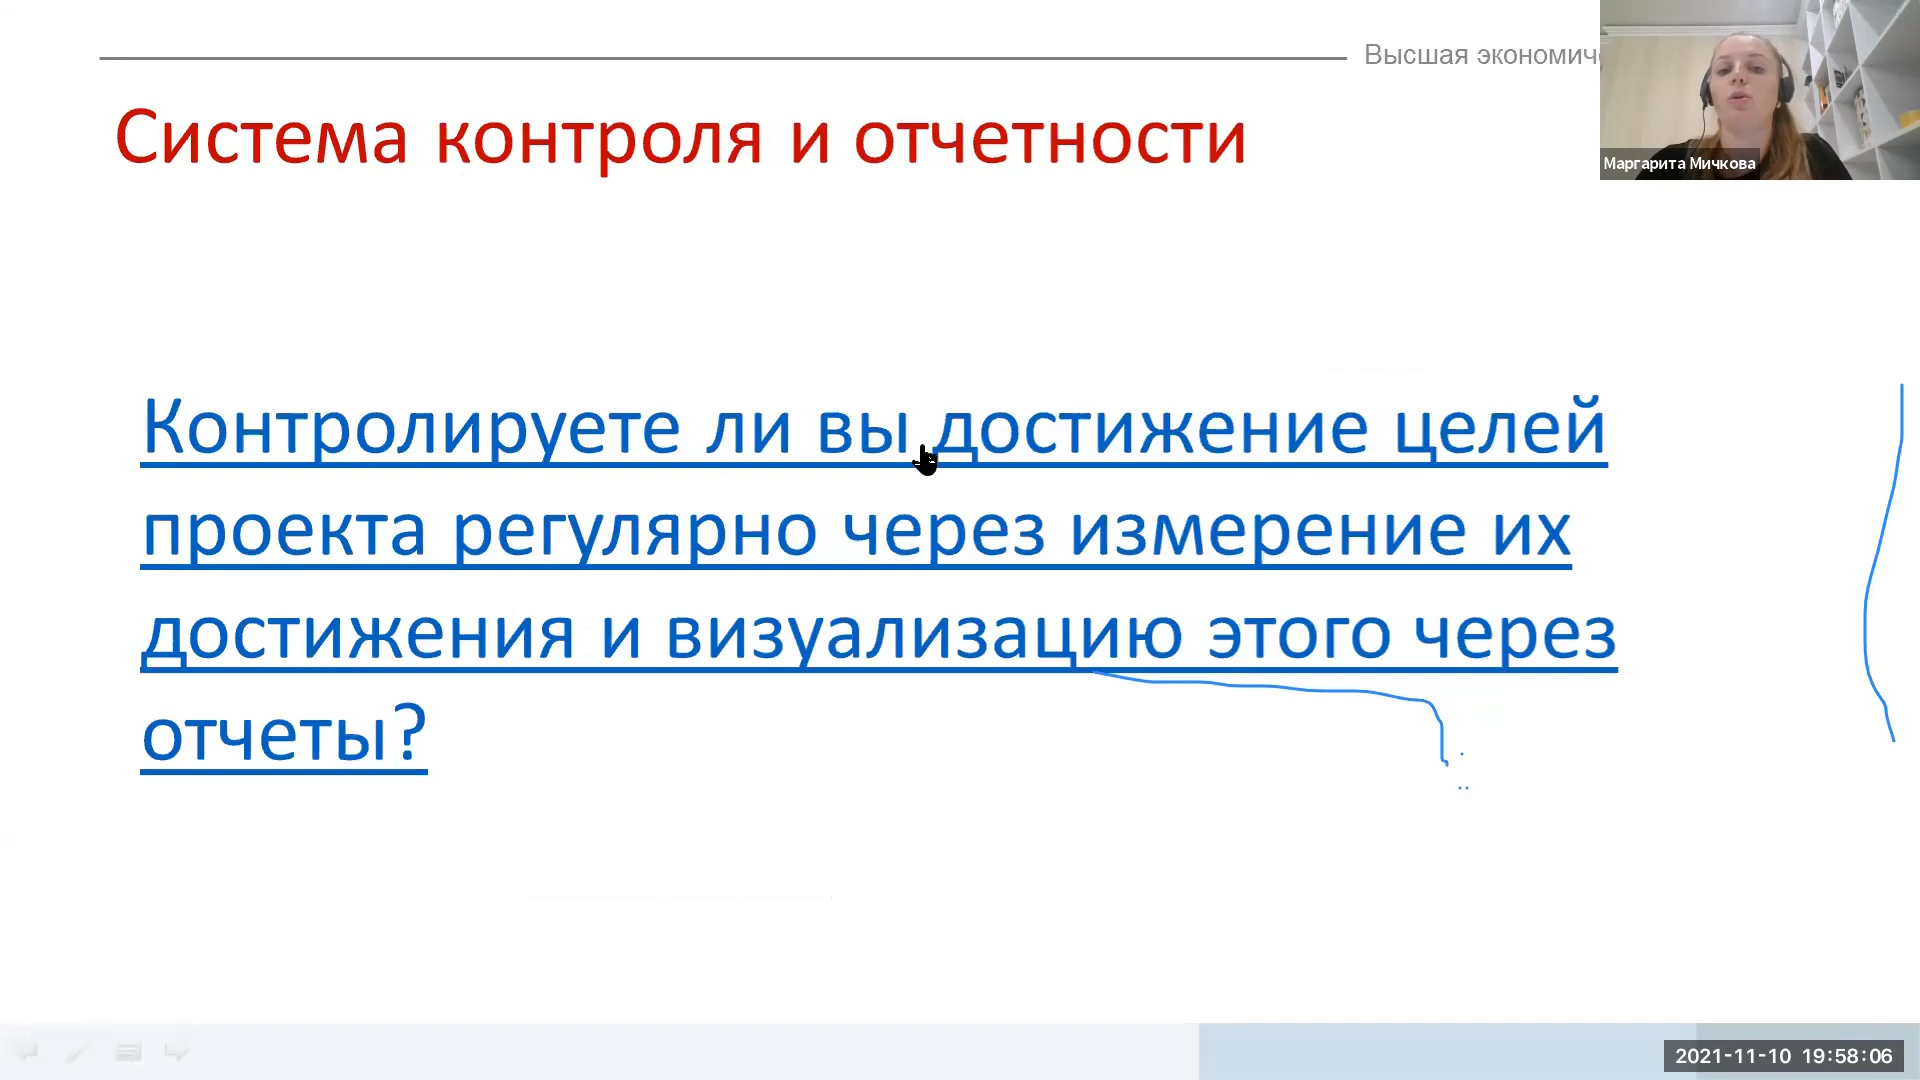 Высшая экономич
Система контроля и отчетности
Маргарита Мичкова
Контролируете ли вы достижение целей
проекта регулярно через измерение их
достижения и визуализацию этого через
отчеты?
2021-11-10 19:58:06